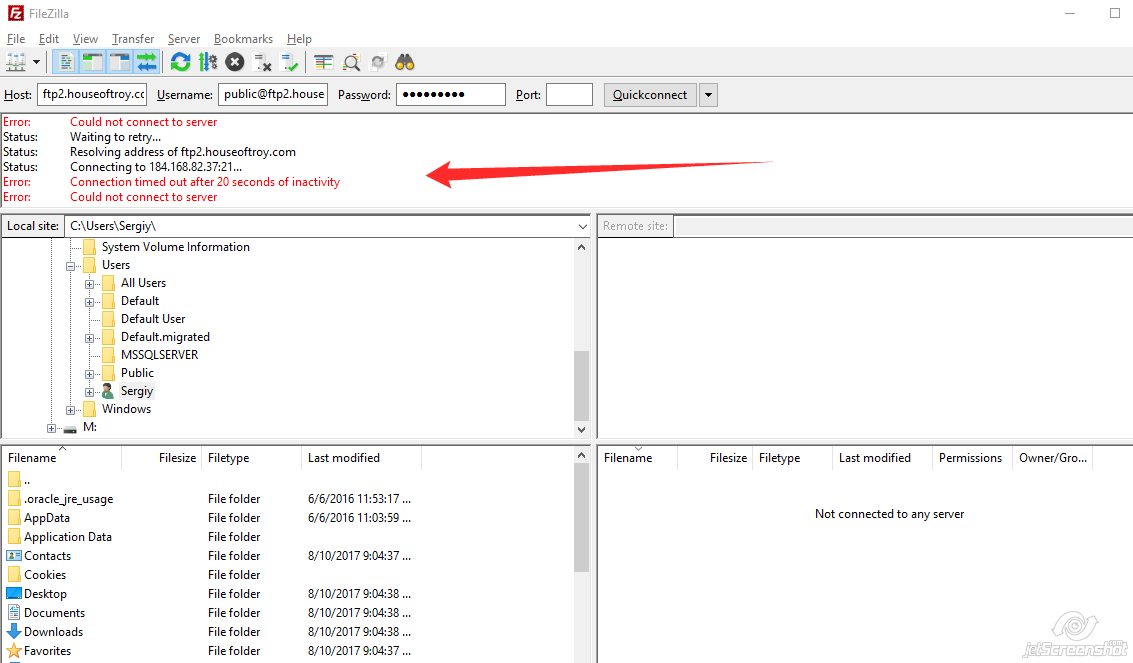 FileZilla
File Edit View Transfer Server Bookmarks Help
Host: ftp2.houseoftroy.cc Username: public@ftp2.house Password: ●●●●●●●●● Port: Quickconnect
Error: Could not connect to server
Status: Waiting to retry...
Status: Resolving address of ftp2.houseoftroy.com
Status: Connecting to 184.168.82.37:21...
Error: Connection timed out after 20 seconds of inactivity
Error: Could not connect to server
Local site: C:\Users\Sergiy\ Remote site:
System Volume Information
Users
All Users
Default
Default User
Default.migrated
MSSQLSERVER
Public
Sergiy
Windows
M:
Filename Filesize Filetype Last modified
..
.oracle_jre_usage File folder 6/6/2016 11:53:17 ...
AppData File folder 6/6/2016 11:03:59 ...
Application Data File folder
Contacts File folder 8/10/2017 9:04:37 ...
Cookies File folder
Desktop File folder 8/10/2017 9:04:38 ...
Documents File folder 8/10/2017 9:04:38 ...
Downloads File folder 8/10/2017 9:04:38 ...
Favorites File folder 8/10/2017 9:04:37 ...
Filename Filesize Filetype Last modified Permissions Owner/Gro...
Not connected to any server
jetScreenshot.com